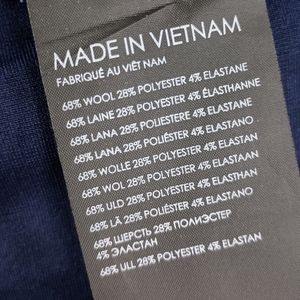 MADE IN VIETNAM
FABRIQUÉ AU VIÊT NAM
68% WOOL 28% POLYESTER 4% ELASTANE
68% LAINE 28% POLYESTER 4% ÉLASTHANNE
68% LANA 28% POLIESTERE 4% ELASTANE
68% LANA 28% POLIÉSTER 4% ELASTANO
68% WOLLE 28% POLYESTER 4% ELASTAN
68% WOL 28% POLYESTER 4% ELASTAAN
68% ULD 28% POLYESTER 4% ELASTHAN
68% LÃ 28% POLIÉSTER 4% ELASTANO
68% ШЕРСТЬ 28% ПОЛИЭСТЕР
4% ЭЛАСТАН
68% ULL 28% POLYESTER 4% ELASTAN